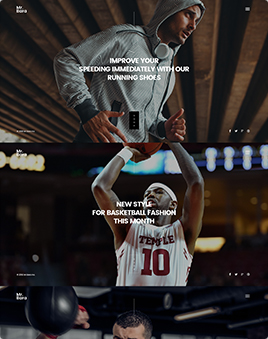 Mr.
Bara
IMPROVE YOUR
SPEEDING IMMEDIATELY WITH OUR
RUNNING SHOES
Mr.
Bara
NEW STYLE
FOR BASKETBALL FASHION
THIS MONTH
TEMPLE
10
Mr.
Bara